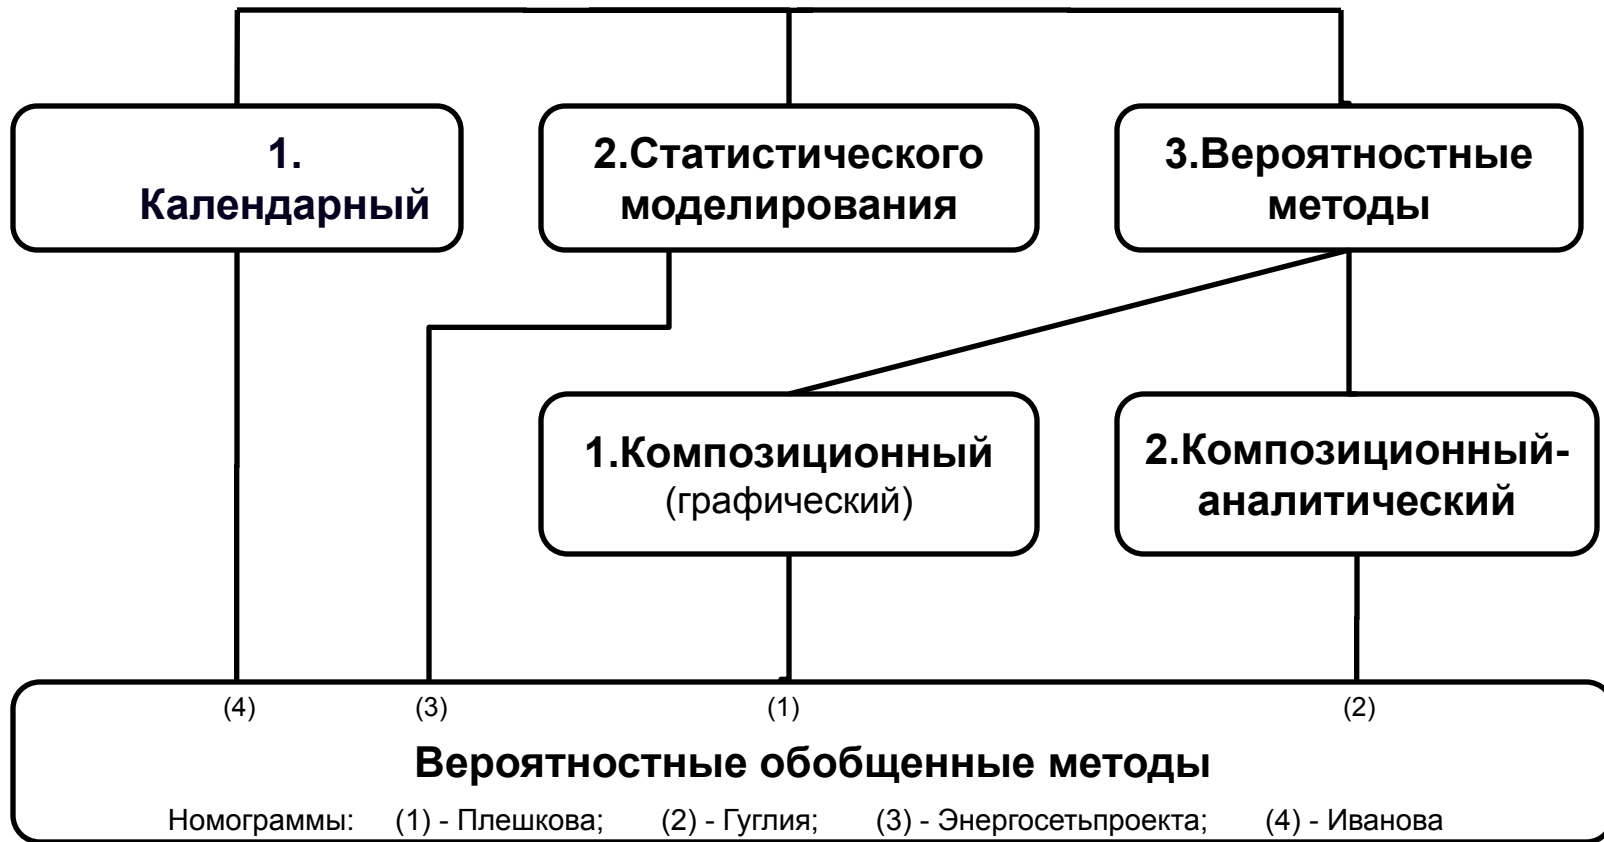 1.
Календарный
2.Статистического
моделирования
3.Вероятностные
методы
1.Композиционный
(графический)
2.Композиционный-
аналитический
(4) (3) (1) (2)
Вероятностные обобщенные методы
Номограммы: (1) - Плешкова; (2) - Гуглия; (3) - Энергосетьпроекта; (4) - Иванова